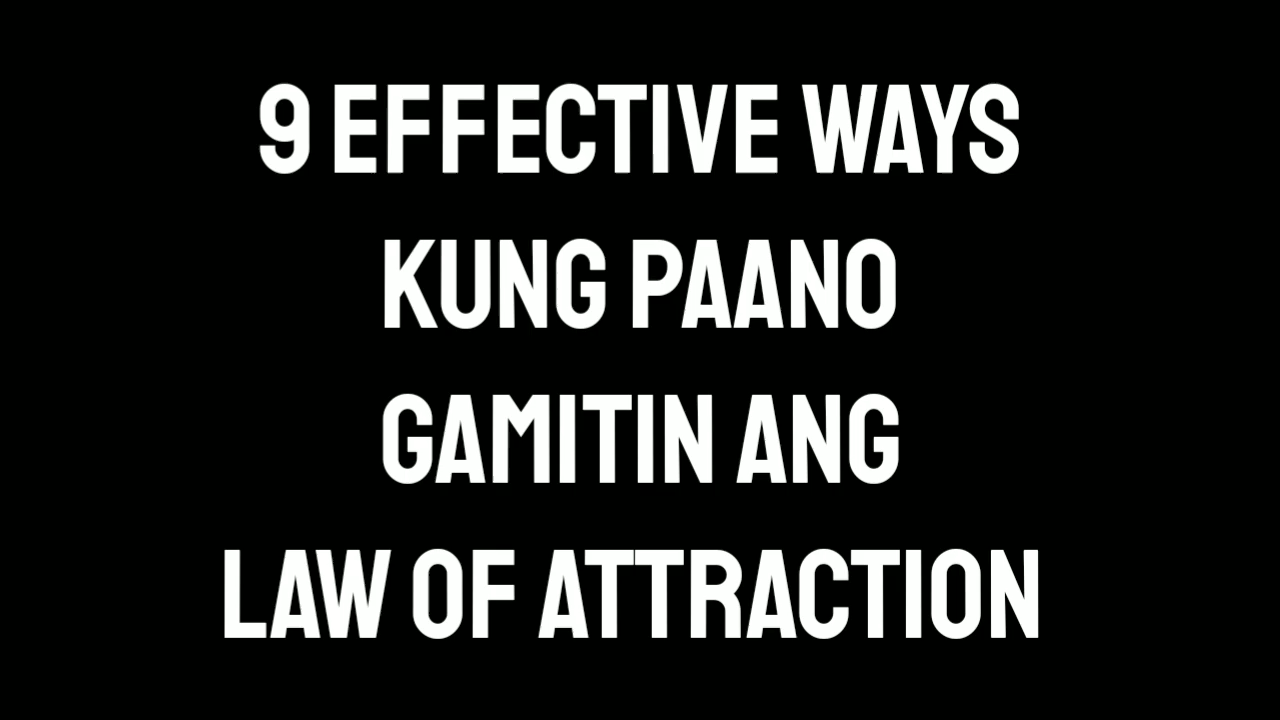 9 EFFECTIVE WAYS
KUNG PAANO
GAMITIN ANG
LAW OF ATTRACTION